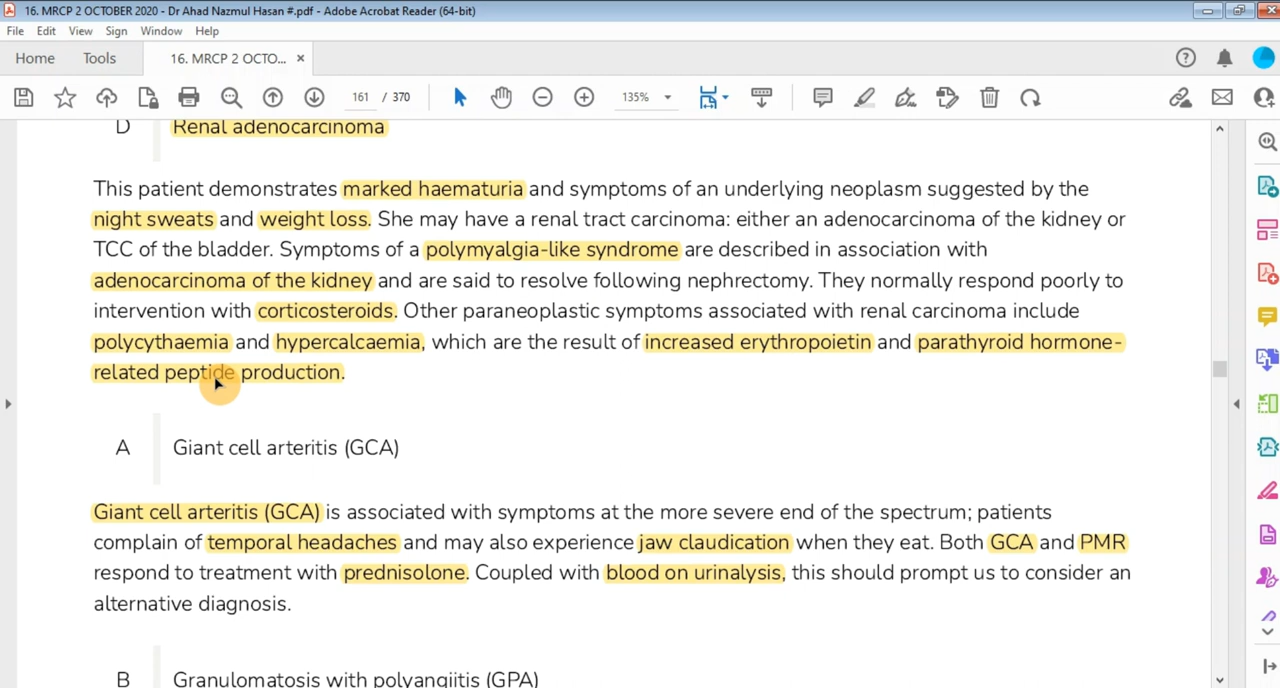 16. MRCP 2 OCTOBER 2020 - Dr Ahad Nazmul Hasan #.pdf - Adobe Acrobat Reader (64-bit)
File Edit View Sign Window Help
Home Tools 16. MRCP 2 OCTO... ×
161 / 370 135%
D Renal adenocarcinoma
This patient demonstrates marked haematuria and symptoms of an underlying neoplasm suggested by the
night sweats and weight loss. She may have a renal tract carcinoma: either an adenocarcinoma of the kidney or
TCC of the bladder. Symptoms of a polymyalgia-like syndrome are described in association with
adenocarcinoma of the kidney and are said to resolve following nephrectomy. They normally respond poorly to
intervention with corticosteroids. Other paraneoplastic symptoms associated with renal carcinoma include
polycythaemia and hypercalcaemia, which are the result of increased erythropoietin and parathyroid hormone-
related peptide production.
A Giant cell arteritis (GCA)
Giant cell arteritis (GCA) is associated with symptoms at the more severe end of the spectrum; patients
complain of temporal headaches and may also experience jaw claudication when they eat. Both GCA and PMR
respond to treatment with prednisolone. Coupled with blood on urinalysis, this should prompt us to consider an
alternative diagnosis.
B Granulomatosis with polyangiitis (GPA)